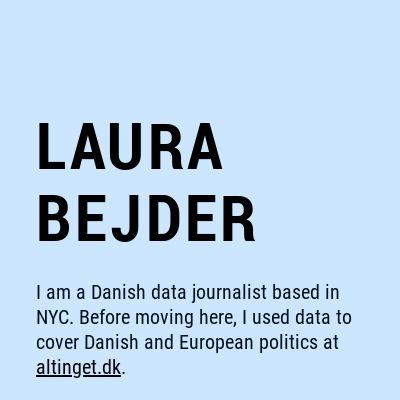 LAURA
BEJDER
I am a Danish data journalist based in
NYC. Before moving here, I used data to
cover Danish and European politics at
altinget.dk.